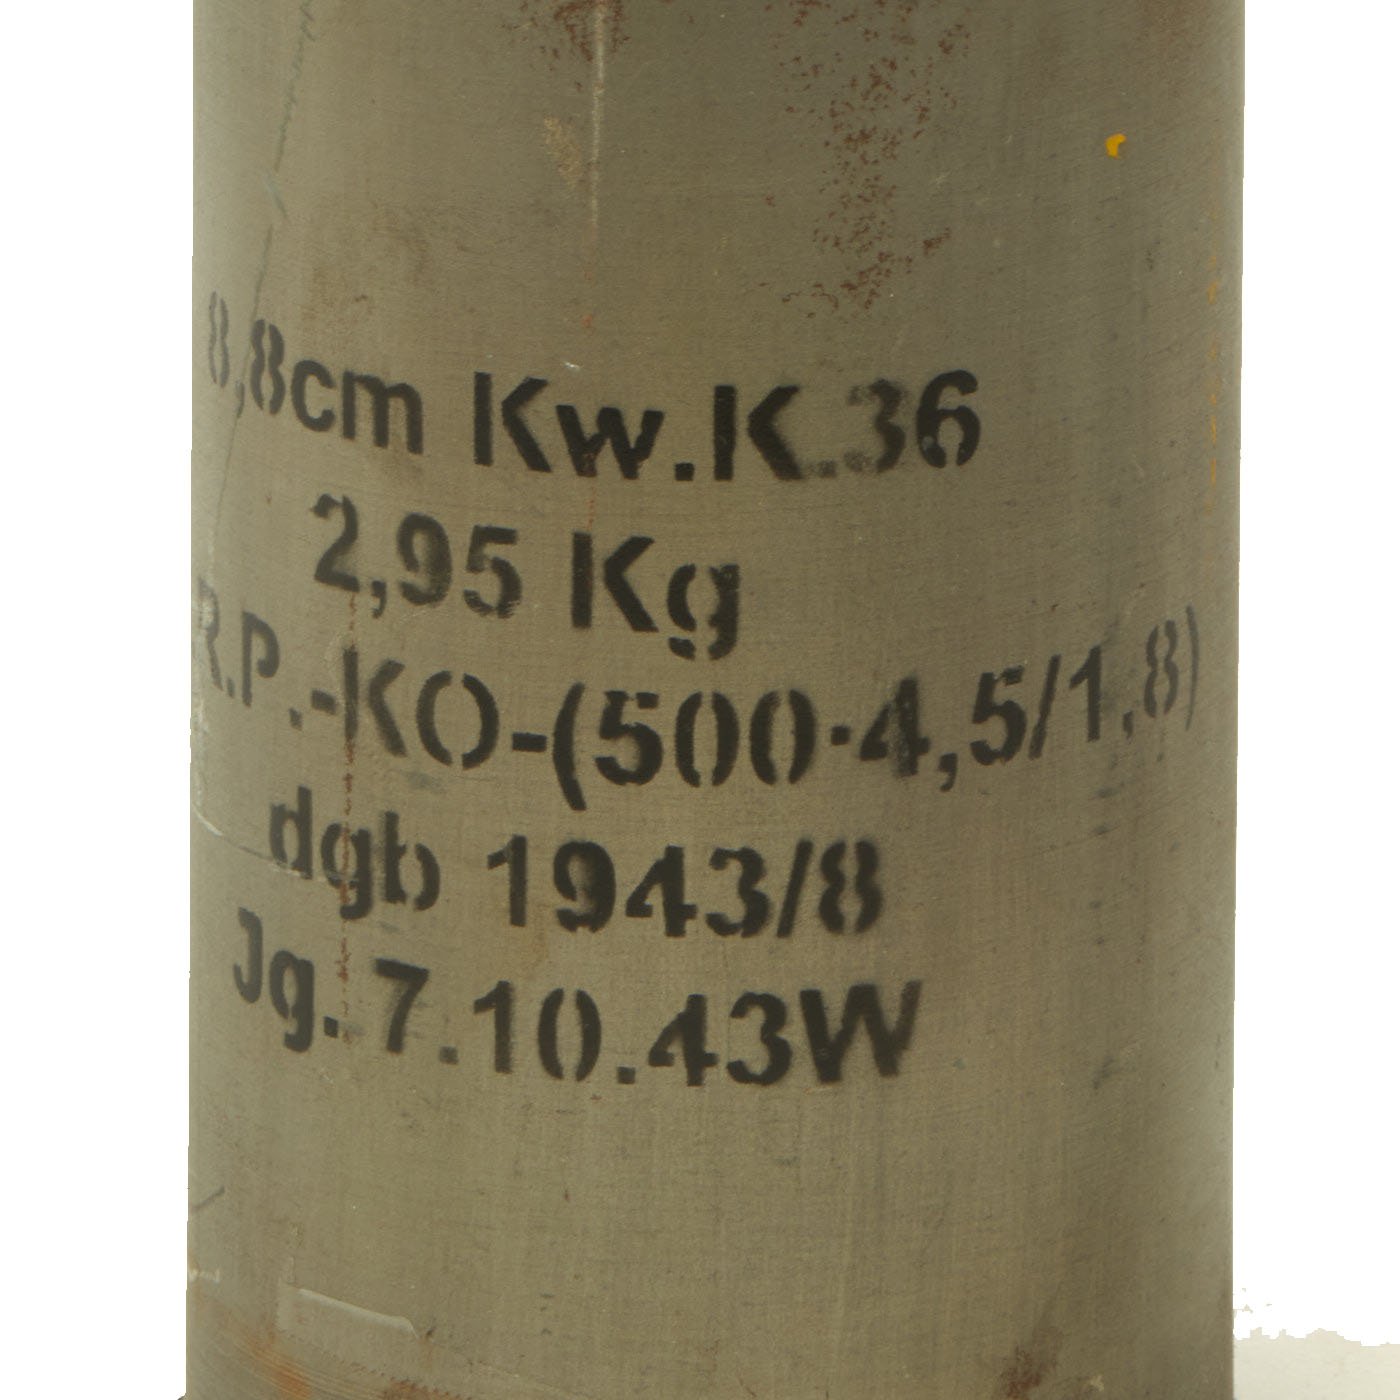 8,8cm Kw.K.36
2,95 Kg
R.P.-KO-(500·4,5/1,8)
dgb 1943/8
Jg. 7.10.43W